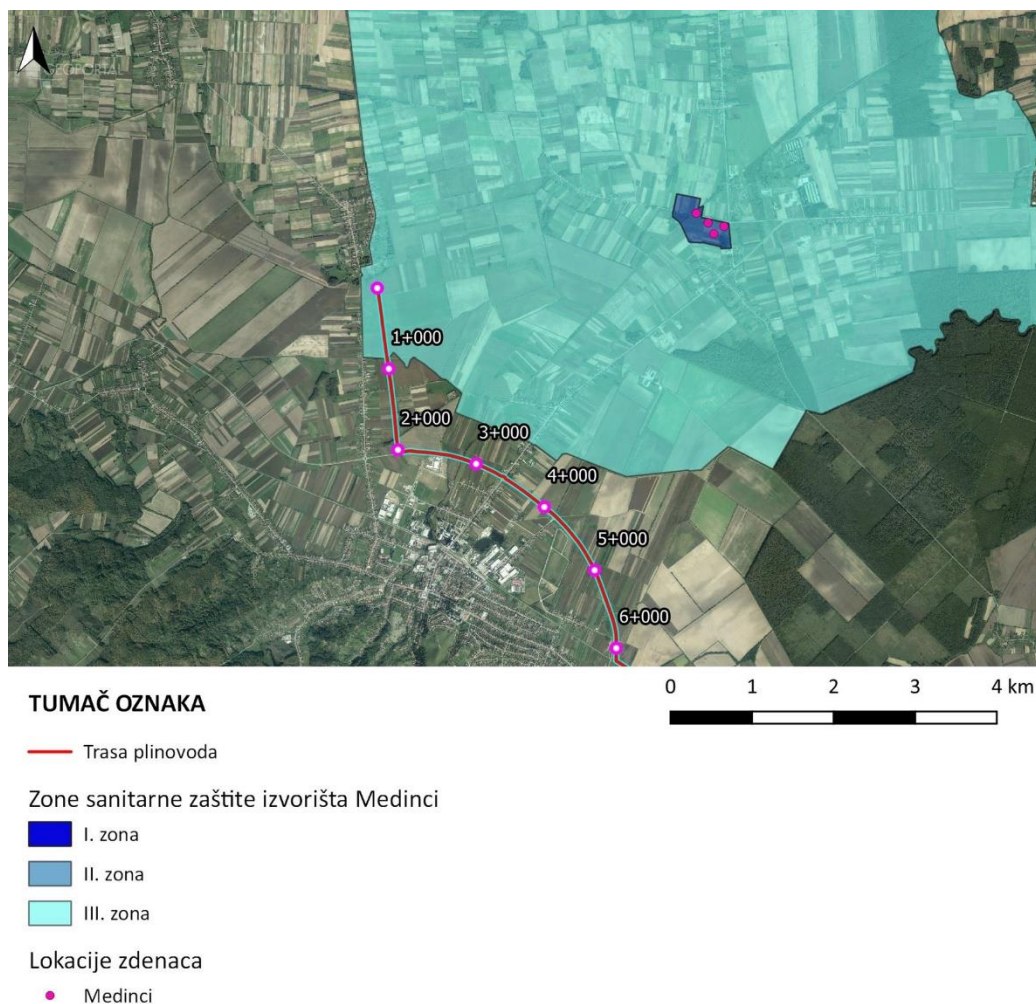 1+000
2+000
3+000
4+000
5+000
6+000
0 1 2 3 4 km
TUMAČ OZNAKA
Trasa plinovoda
Zone sanitarne zaštite izvorišta Medinci
I. zona
II. zona
III. zona
Lokacije zdenaca
Medinci